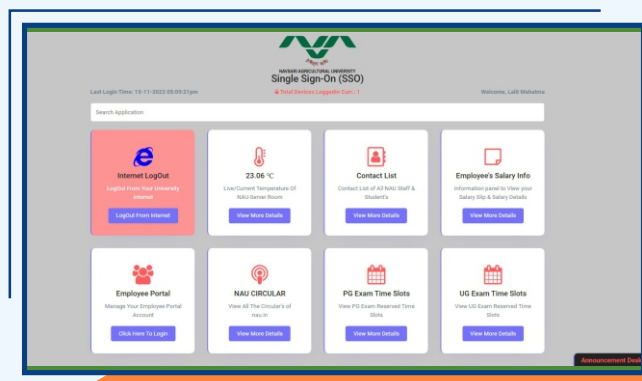 NAVSARI AGRICULTURAL UNIVERSITY
Single Sign-On (SSO)
Last Login Time: 15-11-2022 05:09:21pm
Total Devices Loggedin Curr.: 1
Welcome, Lalit Mahatma
Search Application
Internet LogOut
LogOut From Your University
Internet
LogOut From Internet
23.06 °C
Live/Current Temparature Of
NAU-Server Room
View More Details
Contact List
Contact List of All NAU Staff &
Student's
View More Details
Employee's Salary Info
Information panel to View your
Salary Slip & Salary Details
View More Details
Employee Portal
Manage Your Employee Portal
Account
Click Here To Login
NAU CIRCULAR
View All The Circular's of
nau.in
View More Details
PG Exam Time Slots
View PG Exam Reserved Time
Slots
View More Details
UG Exam Time Slots
View UG Exam Reserved Time
Slots
View More Details
Announcement Desk